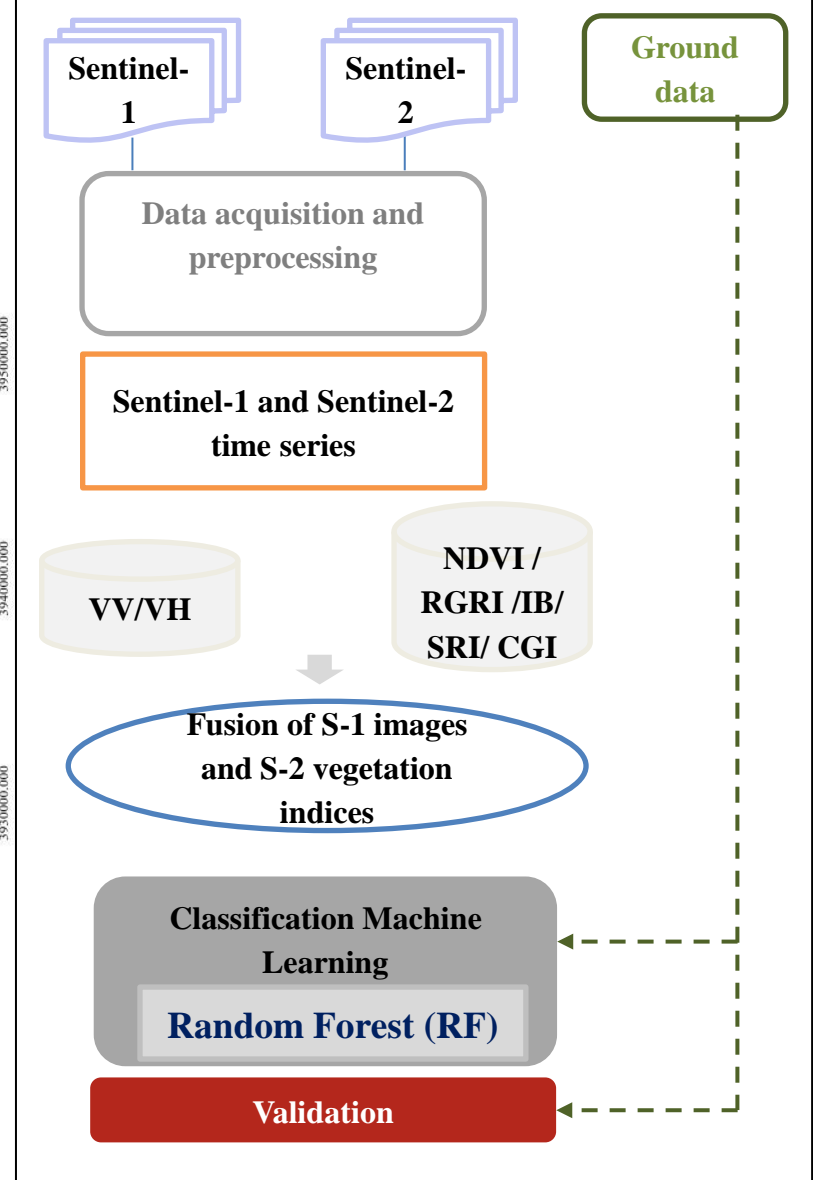 Sentinel-
1
Sentinel-
2
Ground
data
Data acquisition and
preprocessing
3950000.000
Sentinel-1 and Sentinel-2
time series
3940000.000
VV/VH
NDVI /
RGRI /IB/
SRI/ CGI
Fusion of S-1 images
and S-2 vegetation
indices
3930000.000
Classification Machine
Learning
Random Forest (RF)
Validation